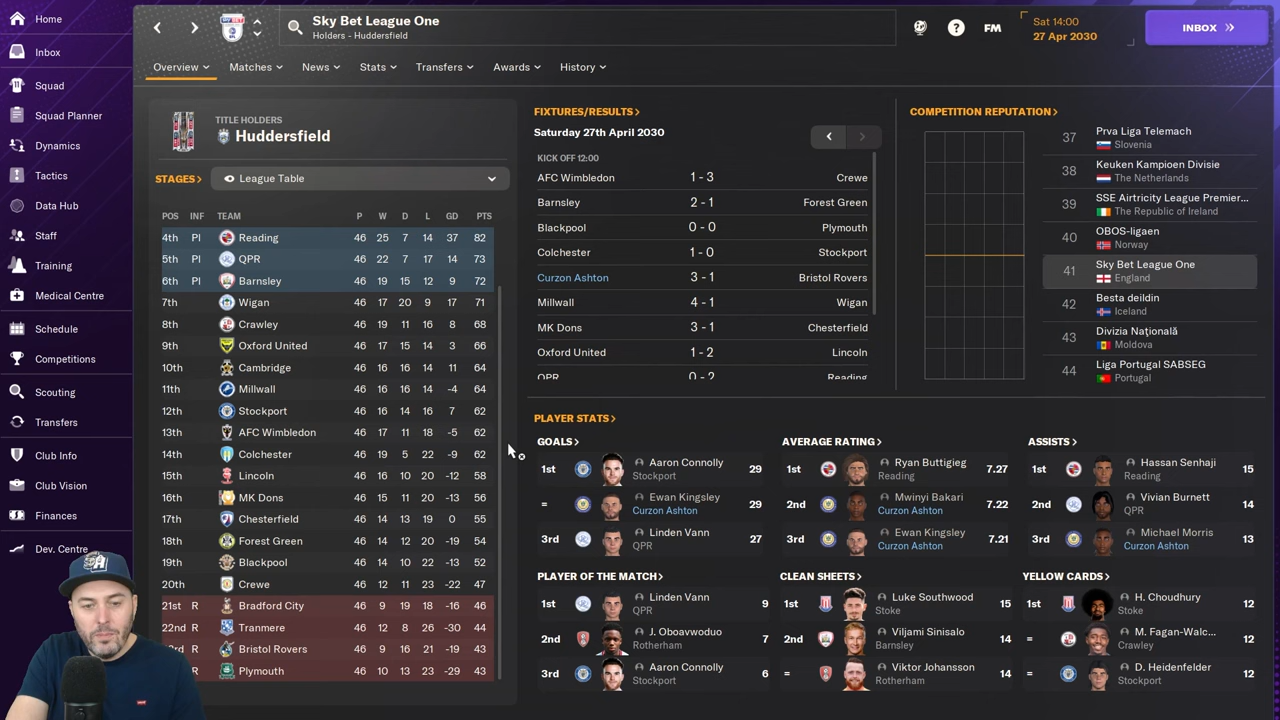 Home
Inbox
Squad
Squad Planner
Dynamics
Tactics
Data Hub
Staff
Training
Medical Centre
Schedule
Competitions
Scouting
Transfers
Club Info
Club Vision
Finances
Dev. Centre
Sky Bet League One
Holders - Huddersfield
FM
Sat 14:00
27 Apr 2030
INBOX
Overview Matches News Stats Transfers Awards History
TITLE HOLDERS
Huddersfield
STAGES> League Table
POS INF TEAM P W D L GD PTS
4th Pl Reading 46 25 7 14 37 82
5th Pl QPR 46 22 7 17 14 73
6th Pl Barnsley 46 19 15 12 9 72
7th Wigan 46 17 20 9 17 71
8th Crawley 46 19 11 16 8 68
9th Oxford United 46 17 15 14 3 66
10th Cambridge 46 16 16 14 11 64
11th Millwall 46 16 16 14 -4 64
12th Stockport 46 16 14 16 7 62
13th AFC Wimbledon 46 17 11 18 -5 62
14th Colchester 46 19 5 22 -9 62
15th Lincoln 46 16 10 20 -12 58
16th MK Dons 46 15 11 20 -13 56
17th Chesterfield 46 14 13 19 0 55
18th Forest Green 46 14 12 20 -19 54
19th Blackpool 46 14 10 22 -13 52
20th Crewe 46 12 11 23 -22 47
21st R Bradford City 46 9 19 18 -16 46
22nd R Tranmere 46 12 8 26 -30 44
R Bristol Rovers 46 9 16 21 -19 43
R Plymouth 46 10 13 23 -29 43
FIXTURES/RESULTS>
Saturday 27th April 2030
KICK OFF 12:00
AFC Wimbledon 1 - 3 Crewe
Barnsley 2 - 1 Forest Green
Blackpool 0 - 0 Plymouth
Colchester 1 - 0 Stockport
Curzon Ashton 3 - 1 Bristol Rovers
Millwall 4 - 1 Wigan
MK Dons 3 - 1 Chesterfield
Oxford United 1 - 2 Lincoln
QPR 0 - 2 Reading
COMPETITION REPUTATION>
37 Prva Liga Telemach
Slovenia
38 Keuken Kampioen Divisie
The Netherlands
39 SSE Airtricity League Premier...
The Republic of Ireland
40 OBOS-ligaen
Norway
41 Sky Bet League One
England
42 Besta deildin
Iceland
43 Divizia Națională
Moldova
44 Liga Portugal SABSEG
Portugal
PLAYER STATS>
GOALS>
1st Aaron Connolly 29
Stockport
= Ewan Kingsley 29
Curzon Ashton
3rd Linden Vann 27
QPR
AVERAGE RATING>
1st Ryan Buttigieg 7.27
Reading
2nd Mwinyi Bakari 7.22
Curzon Ashton
3rd Ewan Kingsley 7.21
Curzon Ashton
ASSISTS>
1st Hassan Senhaji 15
Reading
2nd Vivian Burnett 14
QPR
3rd Michael Morris 13
Curzon Ashton
PLAYER OF THE MATCH>
1st Linden Vann 9
QPR
2nd J. Oboavwoduo 7
Rotherham
3rd Aaron Connolly 6
Stockport
CLEAN SHEETS>
1st Luke Southwood 15
Stoke
2nd Viljami Sinisalo 14
Barnsley
= Viktor Johansson 14
Rotherham
YELLOW CARDS>
1st H. Choudhury 12
Stoke
= M. Fagan-Walc... 12
Crawley
= D. Heidenfelder 12
Stockport